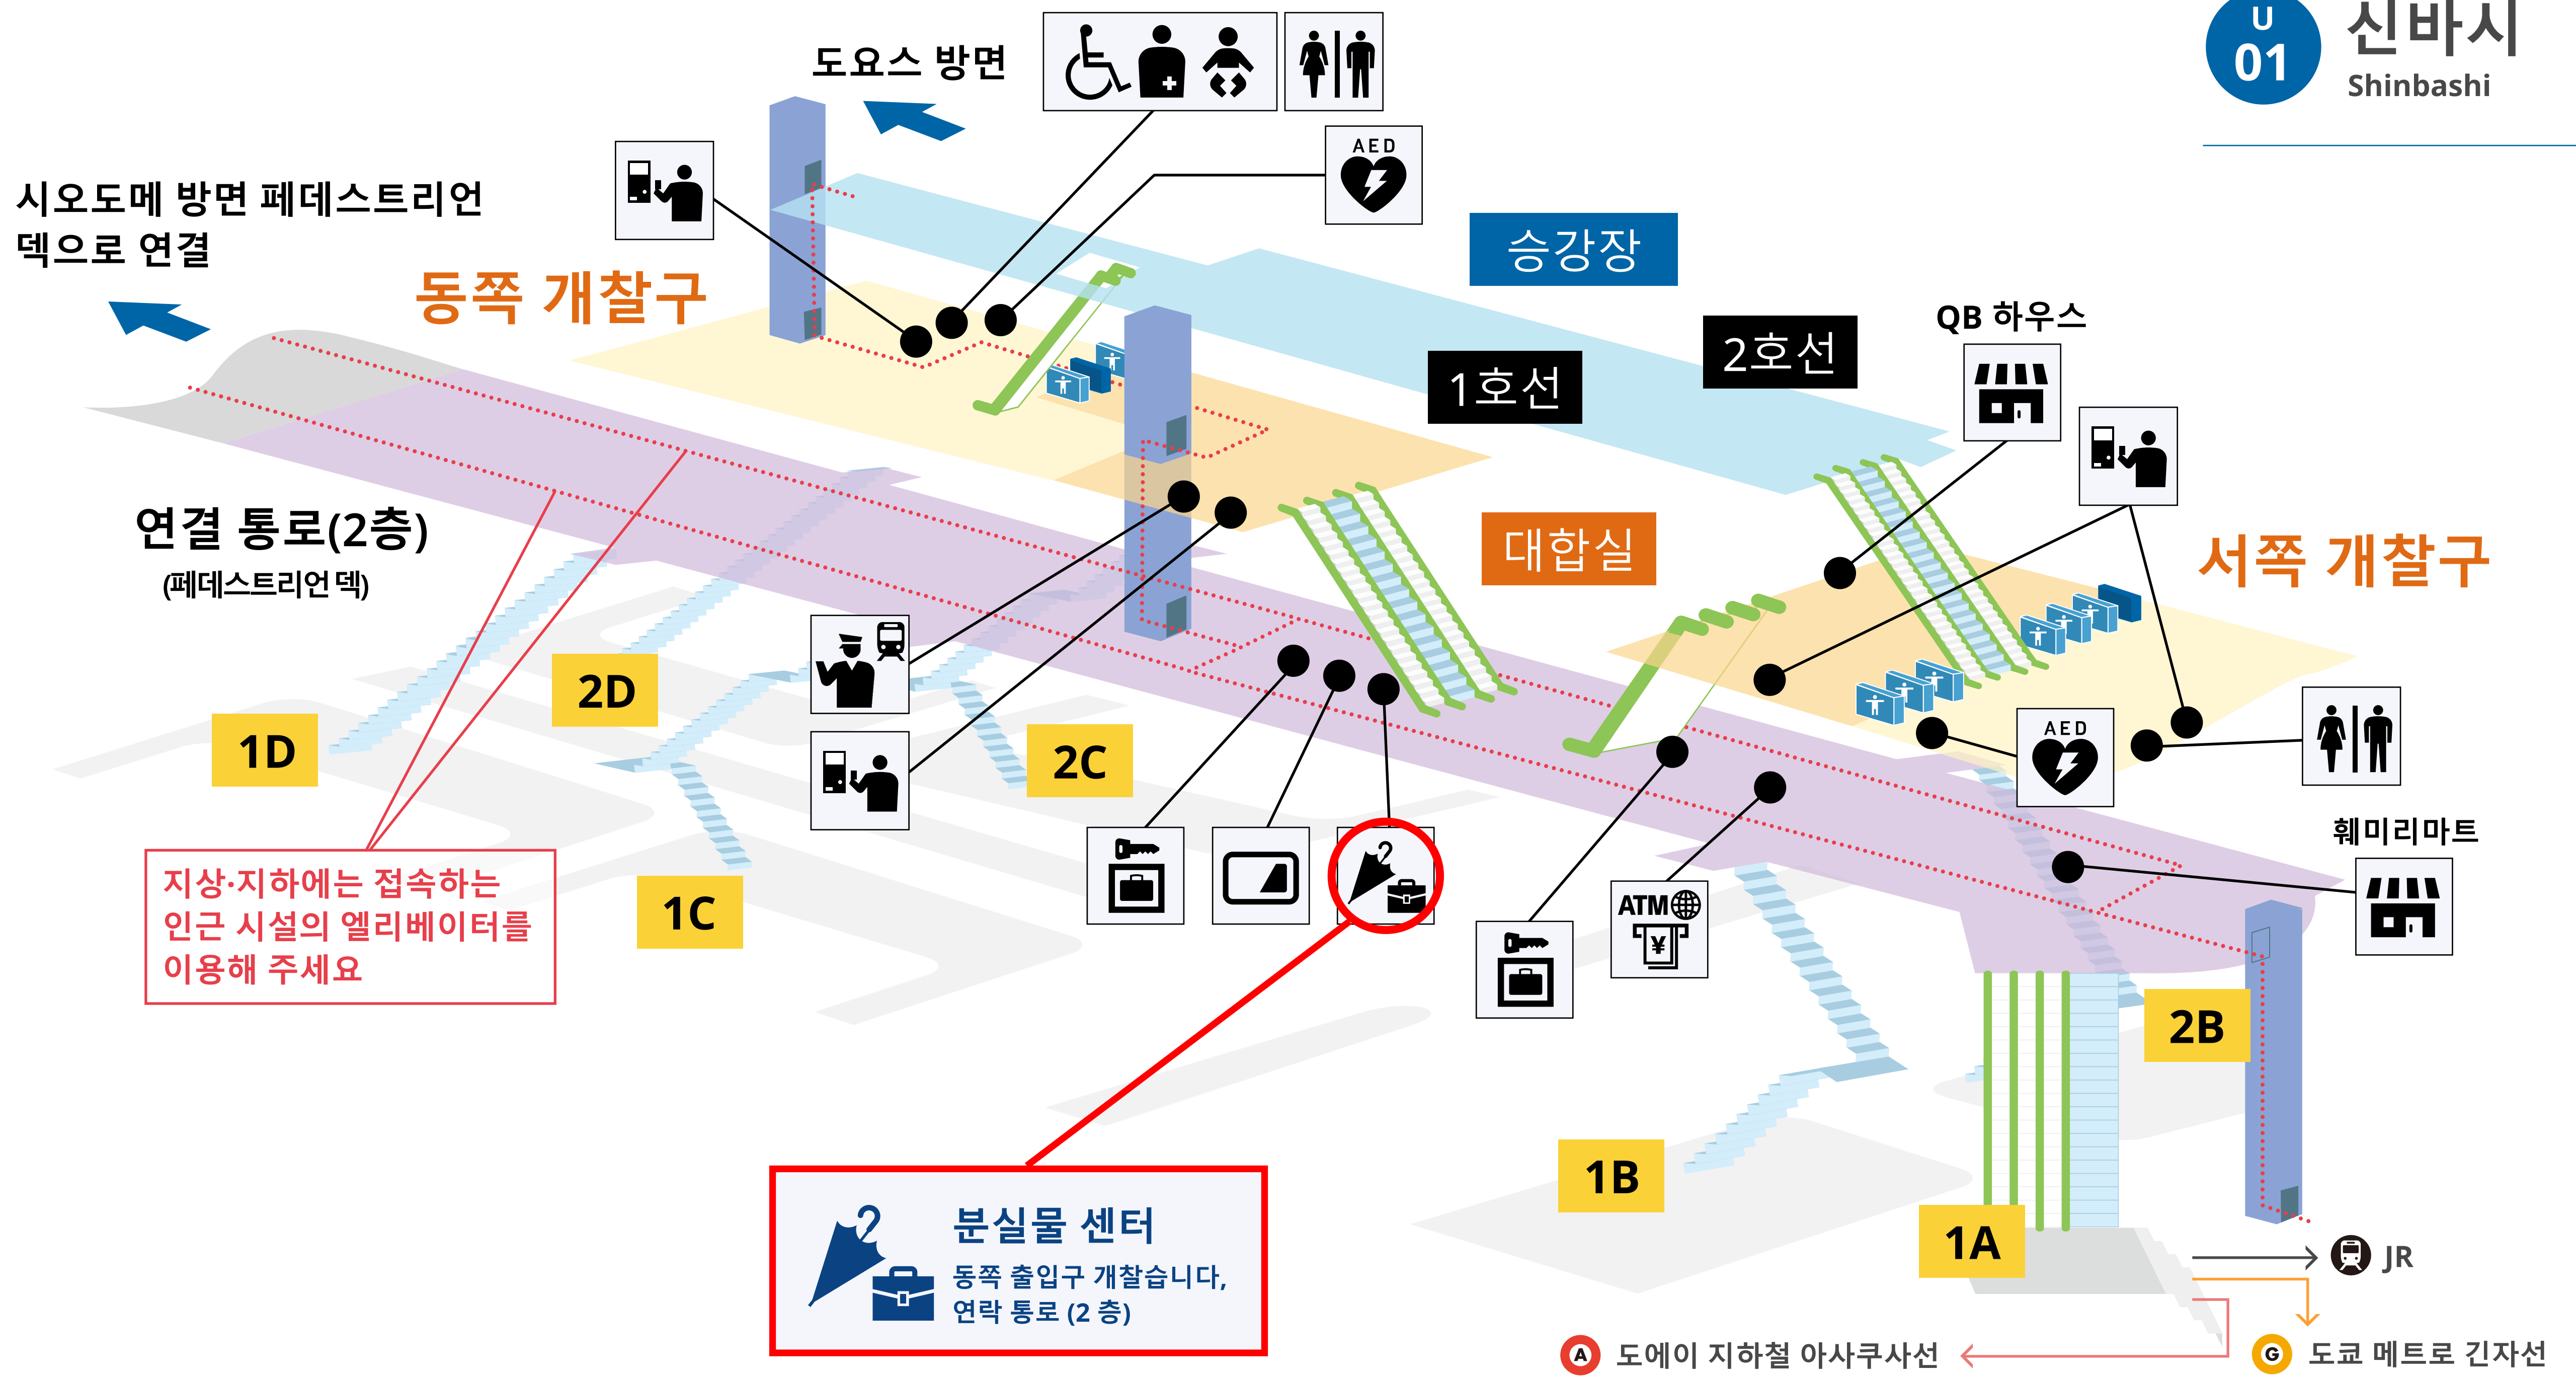 U
01
신바시
Shinbashi
도요스 방면
AED
시오도메 방면 페데스트리언
덱으로 연결
동쪽 개찰구
승강장
1호선
2호선
QB 하우스
연결 통로(2층)
(페데스트리언 덱)
대합실
서쪽 개찰구
1D
2D
2C
1C
AED
훼미리마트
지상·지하에는 접속하는
인근 시설의 엘리베이터를
이용해 주세요
ATM
¥
2B
1B
1A
분실물 센터
동쪽 출입구 개찰습니다,
연락 통로 (2 층)
JR
A
도에이 지하철 아사쿠사선
G
도쿄 메트로 긴자선